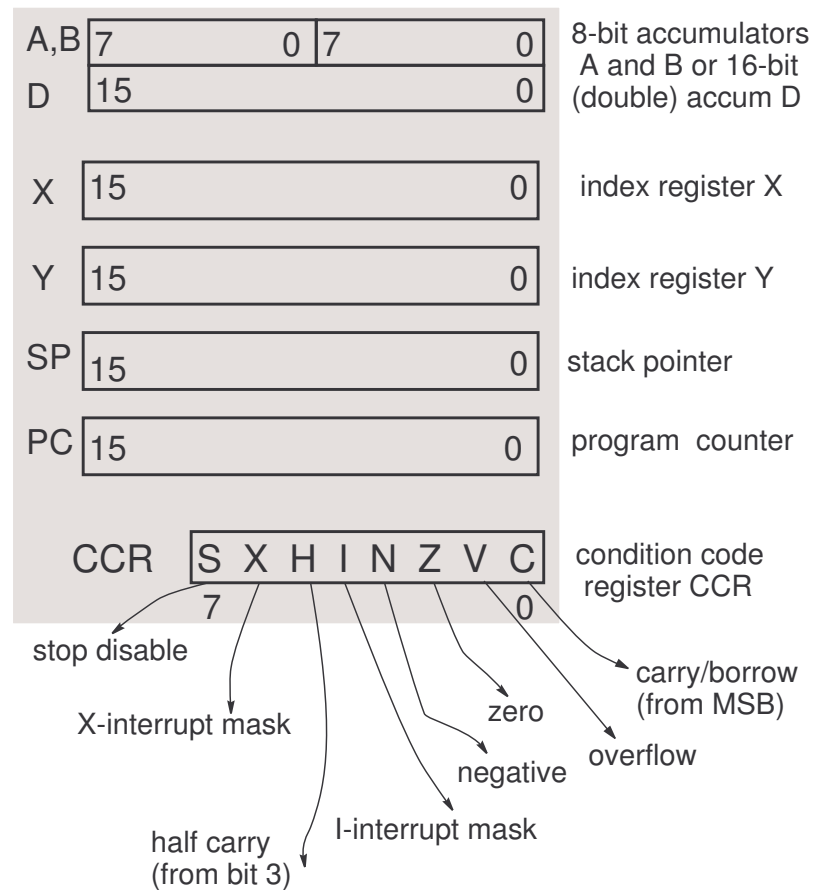 A,B 7 0 7 0 8-bit accumulators
A and B or 16-bit
D 15 0 (double) accum D
X 15 0 index register X
Y 15 0 index register Y
SP 15 0 stack pointer
PC 15 0 program counter
CCR S X H I N Z V C condition code
register CCR
7 0
stop disable
carry/borrow
(from MSB)
X-interrupt mask
zero
overflow
negative
I-interrupt mask
half carry
(from bit 3)